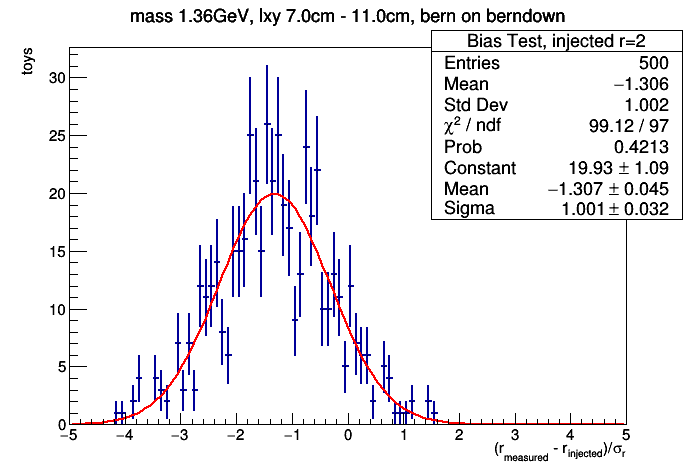 mass 1.36GeV, lxy 7.0cm - 11.0cm, bern on berndown
Bias Test, injected r=2
Entries 500
Mean −1.306
Std Dev 1.002
χ² / ndf 99.12 / 97
Prob 0.4213
Constant 19.93 ± 1.09
Mean −1.307 ± 0.045
Sigma 1.001 ± 0.032
toys
30
25
20
15
10
5
0
−5 −4 −3 −2 −1 0 1 2 3 4 5
(r_measured - r_injected)/σ_r